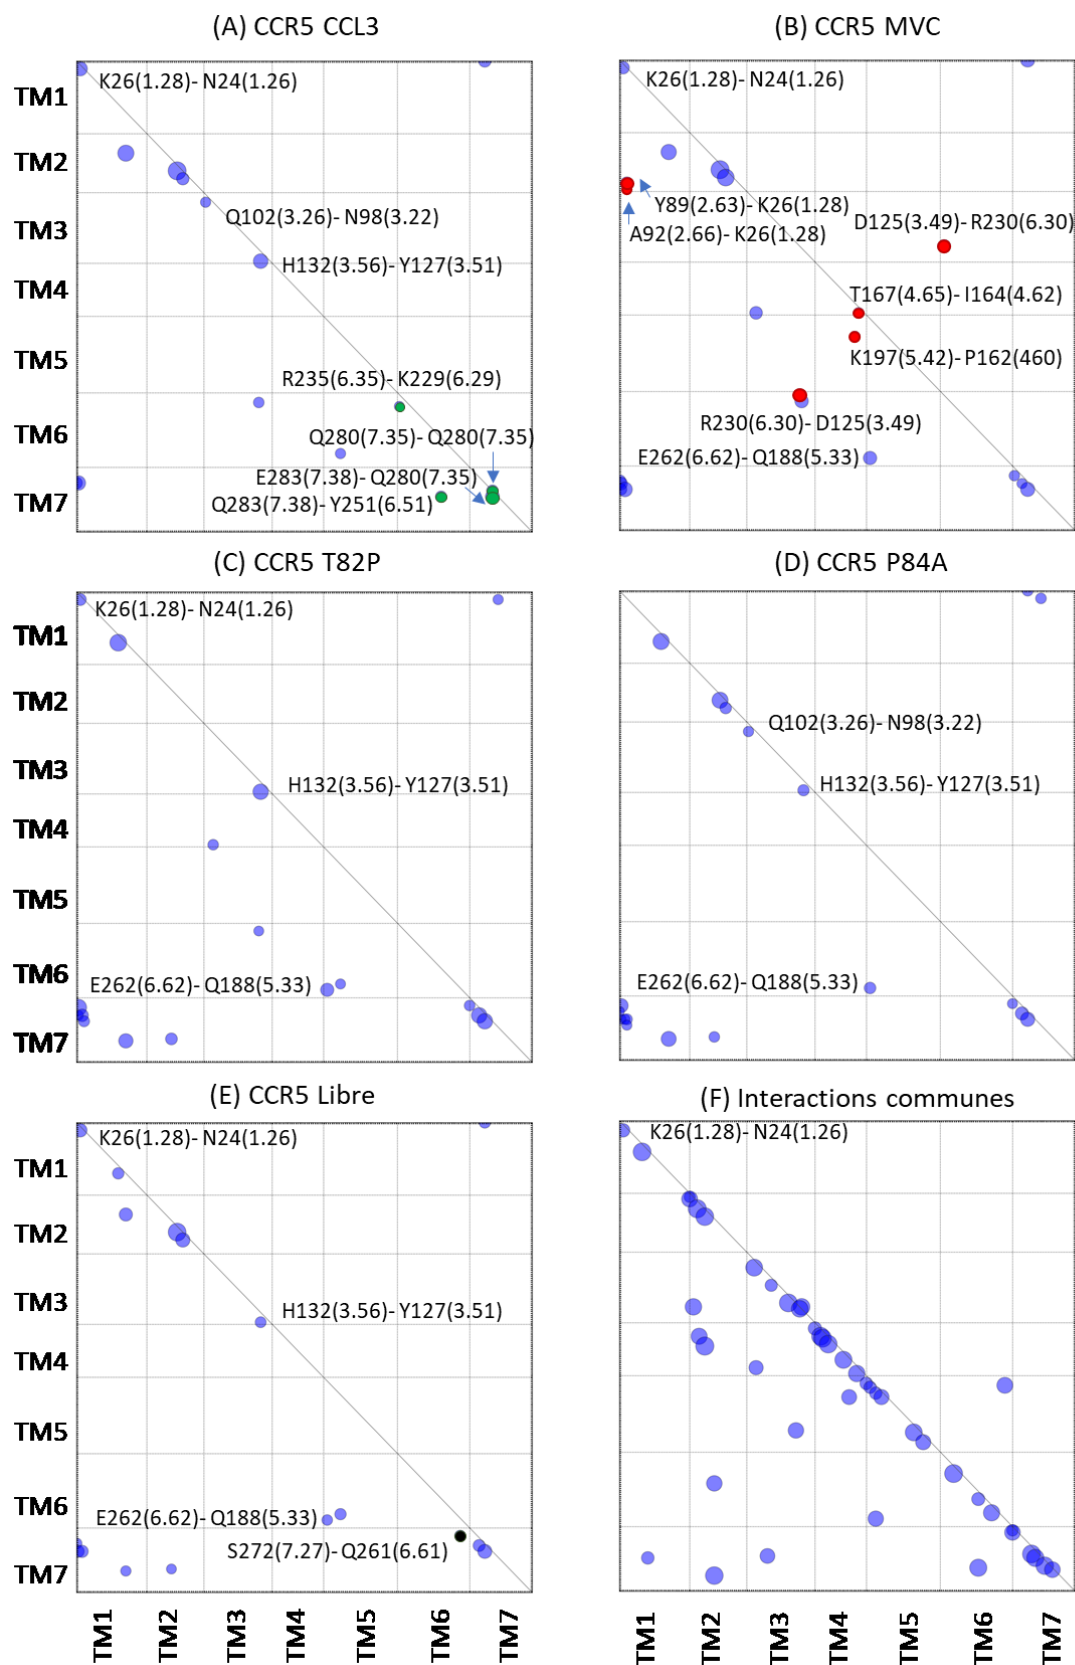 (A) CCR5 CCL3
(B) CCR5 MVC
TM1
TM2
TM3
TM4
TM5
TM6
TM7
K26(1.28)- N24(1.26)
Q102(3.26)- N98(3.22)
H132(3.56)- Y127(3.51)
R235(6.35)- K229(6.29)
Q280(7.35)- Q280(7.35)
E283(7.38)- Q280(7.35)
Q283(7.38)- Y251(6.51)
K26(1.28)- N24(1.26)
Y89(2.63)- K26(1.28)
A92(2.66)- K26(1.28)
D125(3.49)- R230(6.30)
T167(4.65)- I164(4.62)
K197(5.42)- P162(460)
R230(6.30)- D125(3.49)
E262(6.62)- Q188(5.33)
(C) CCR5 T82P
(D) CCR5 P84A
TM1
TM2
TM3
TM4
TM5
TM6
TM7
K26(1.28)- N24(1.26)
H132(3.56)- Y127(3.51)
E262(6.62)- Q188(5.33)
Q102(3.26)- N98(3.22)
H132(3.56)- Y127(3.51)
E262(6.62)- Q188(5.33)
(E) CCR5 Libre
(F) Interactions communes
TM1
TM2
TM3
TM4
TM5
TM6
TM7
K26(1.28)- N24(1.26)
H132(3.56)- Y127(3.51)
E262(6.62)- Q188(5.33)
S272(7.27)- Q261(6.61)
K26(1.28)- N24(1.26)
TM1
TM2
TM3
TM4
TM5
TM6
TM7
TM1
TM2
TM3
TM4
TM5
TM6
TM7